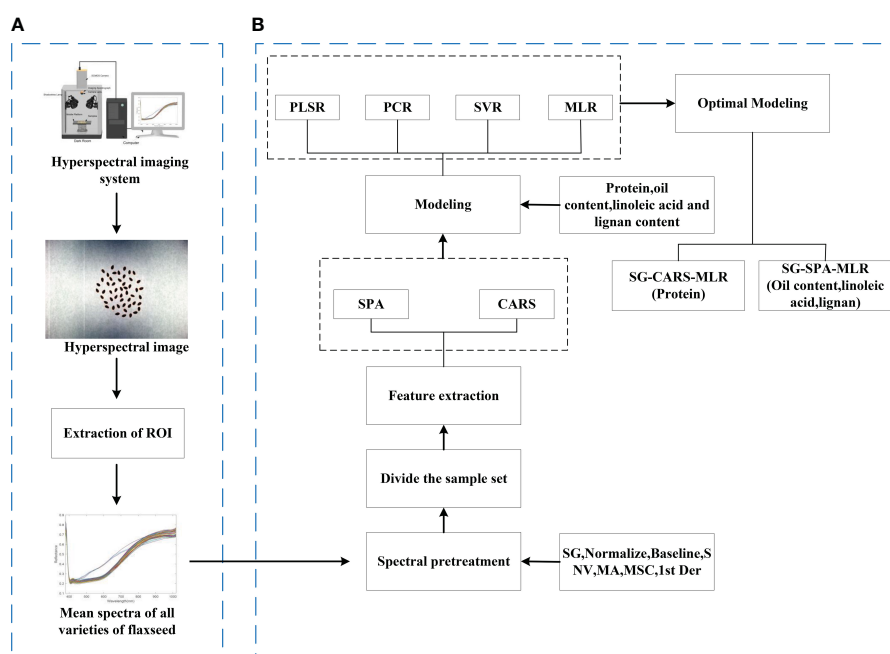 A
Computer
Hyperspectral imaging
system
Hyperspectral image
Extraction of ROI
Mean spectra of all
varieties of flaxseed
B
PLSR
PCR
SVR
MLR
Optimal Modeling
Modeling
Protein,oil
content,linoleic acid and
lignan content
SG-CARS-MLR
(Protein)
SG-SPA-MLR
(Oil content,linoleic
acid,lignan)
SPA
CARS
Feature extraction
Divide the sample set
Spectral pretreatment
SG,Normalize,Baseline,S
NV,MA,MSC,1st Der